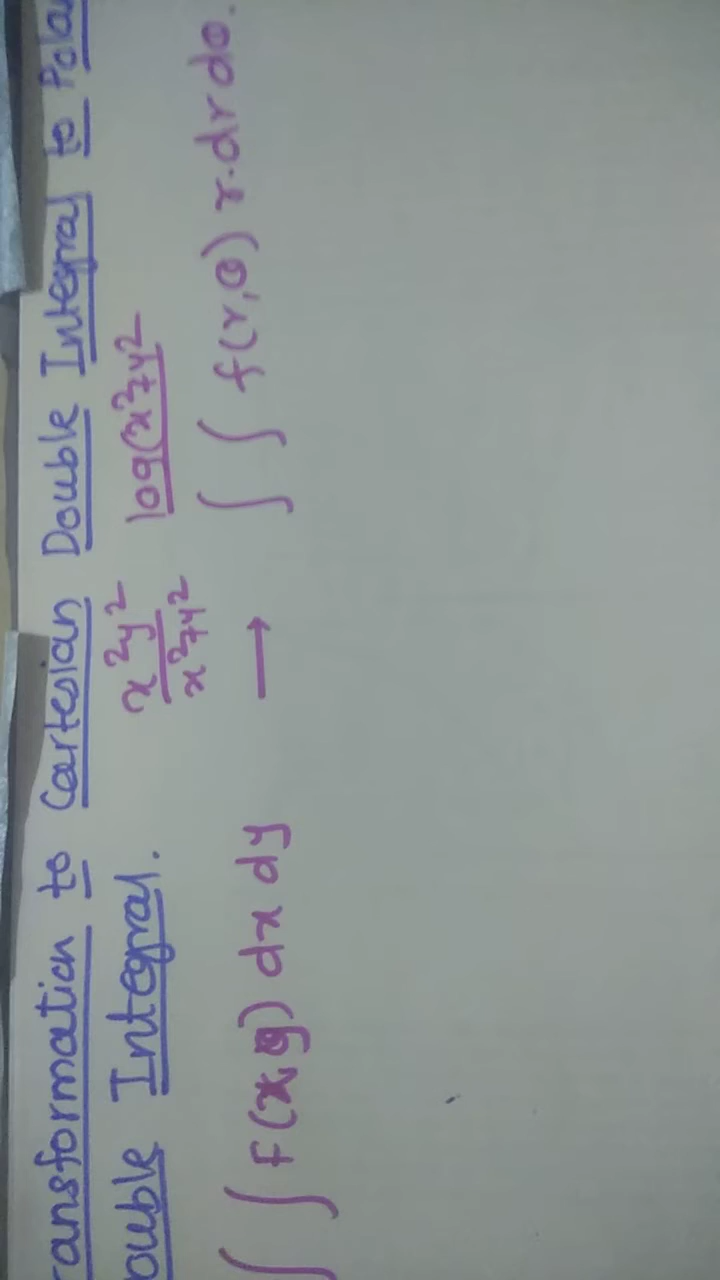 ransformation to Cartesian Double Integral to Pola
ouble Integral. x²y²/x²+y² log(x²+y²
∫∫ f(x,y) dx dy → ∫∫ f(r,θ) r.dr dθ.